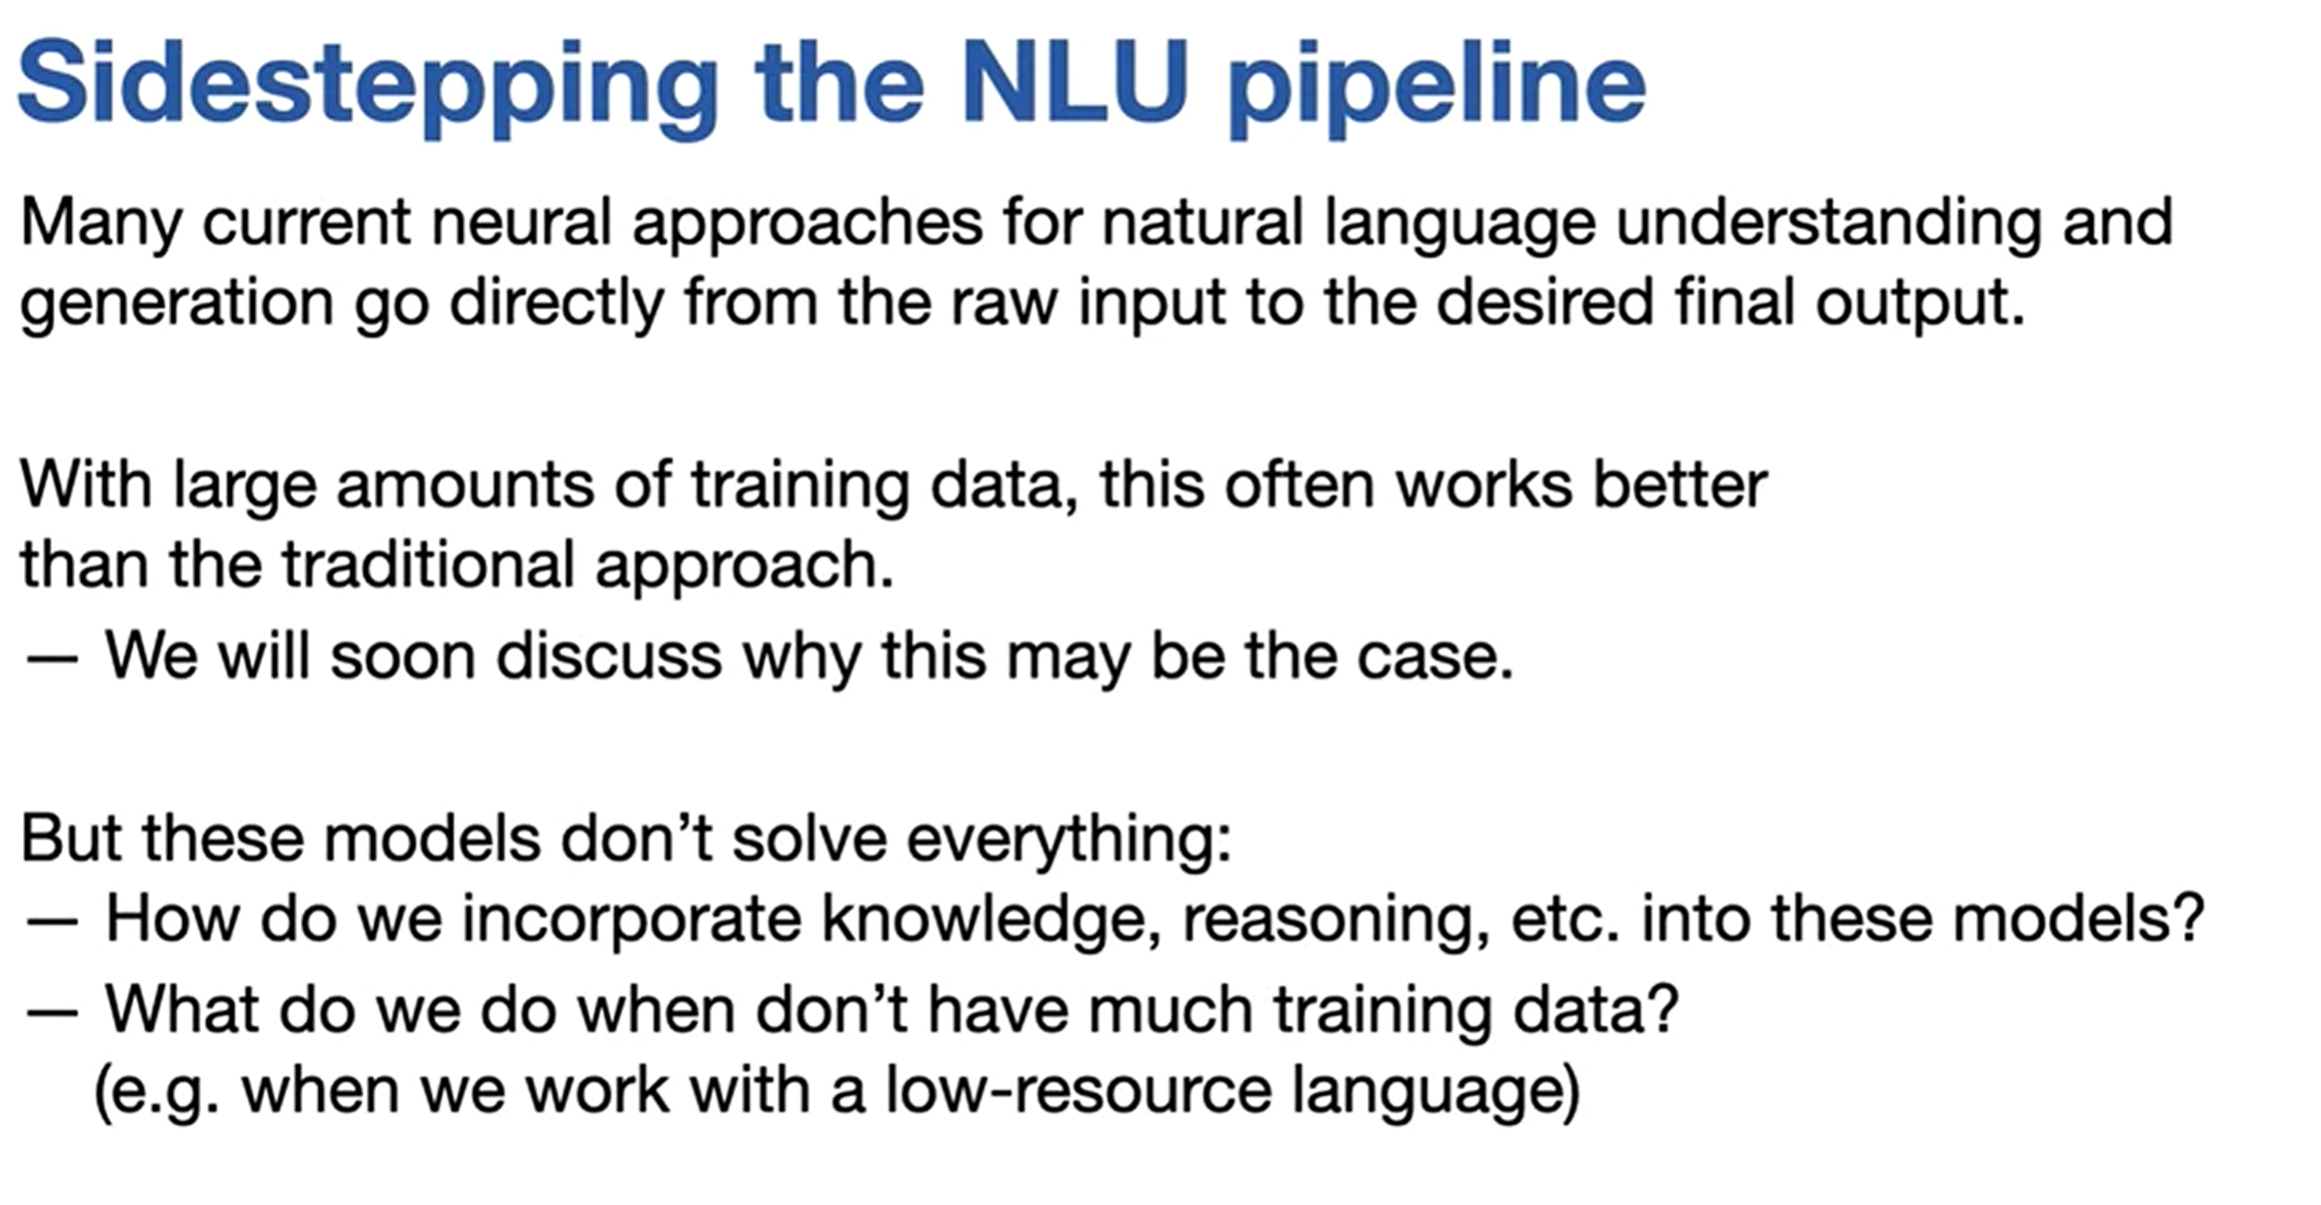 Sidestepping the NLU pipeline
Many current neural approaches for natural language understanding and
generation go directly from the raw input to the desired final output.
With large amounts of training data, this often works better
than the traditional approach.
— We will soon discuss why this may be the case.
But these models don’t solve everything:
— How do we incorporate knowledge, reasoning, etc. into these models?
— What do we do when don’t have much training data?
(e.g. when we work with a low-resource language)